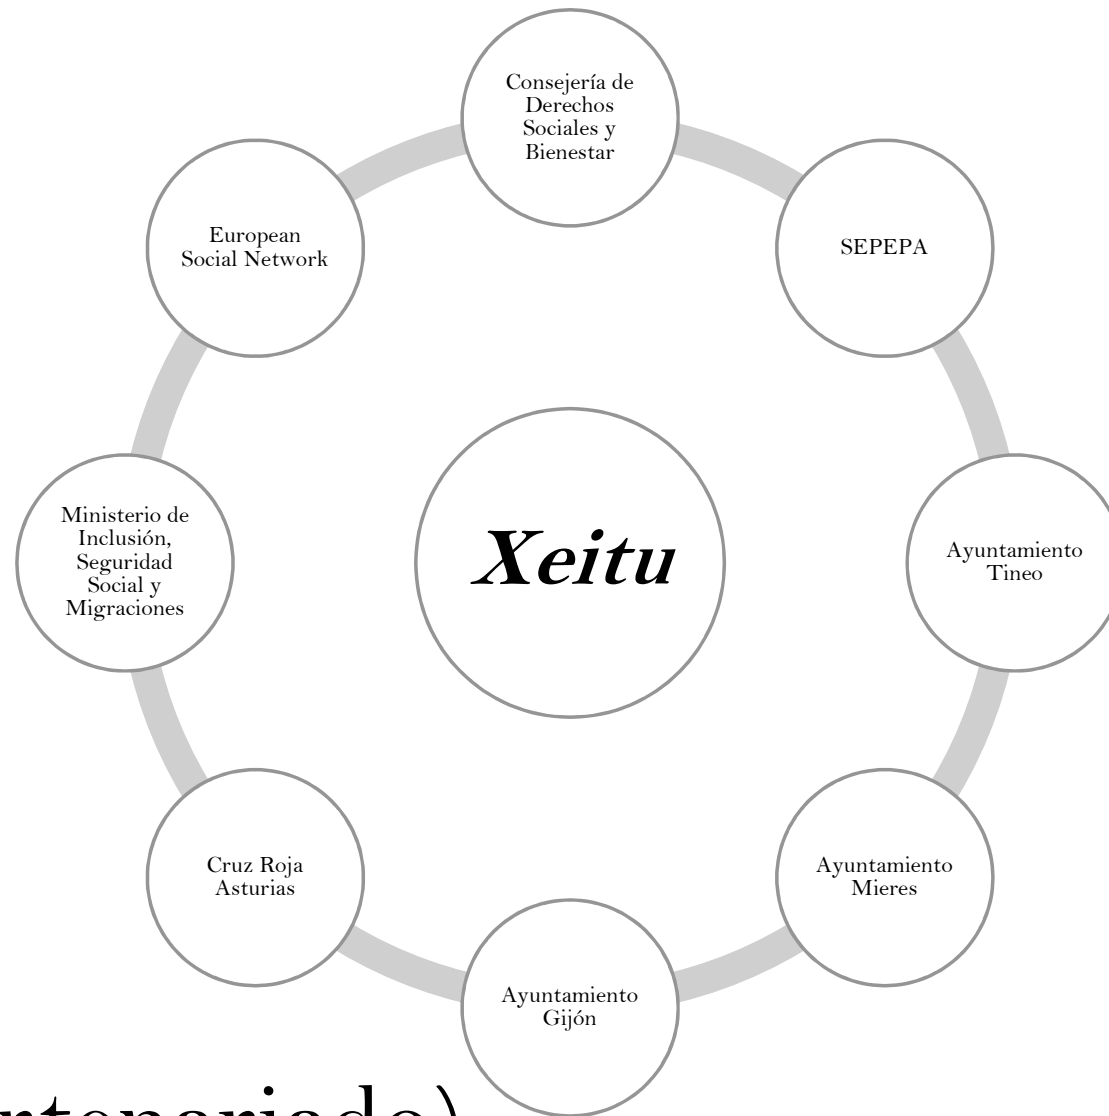 Consejería de
Derechos
Sociales y
Bienestar
SEPEPA
Ayuntamiento
Tineo
Ayuntamiento
Mieres
Ayuntamiento
Gijón
Cruz Roja
Asturias
Ministerio de
Inclusión,
Seguridad
Social y
Migraciones
European
Social Network
Xeitu